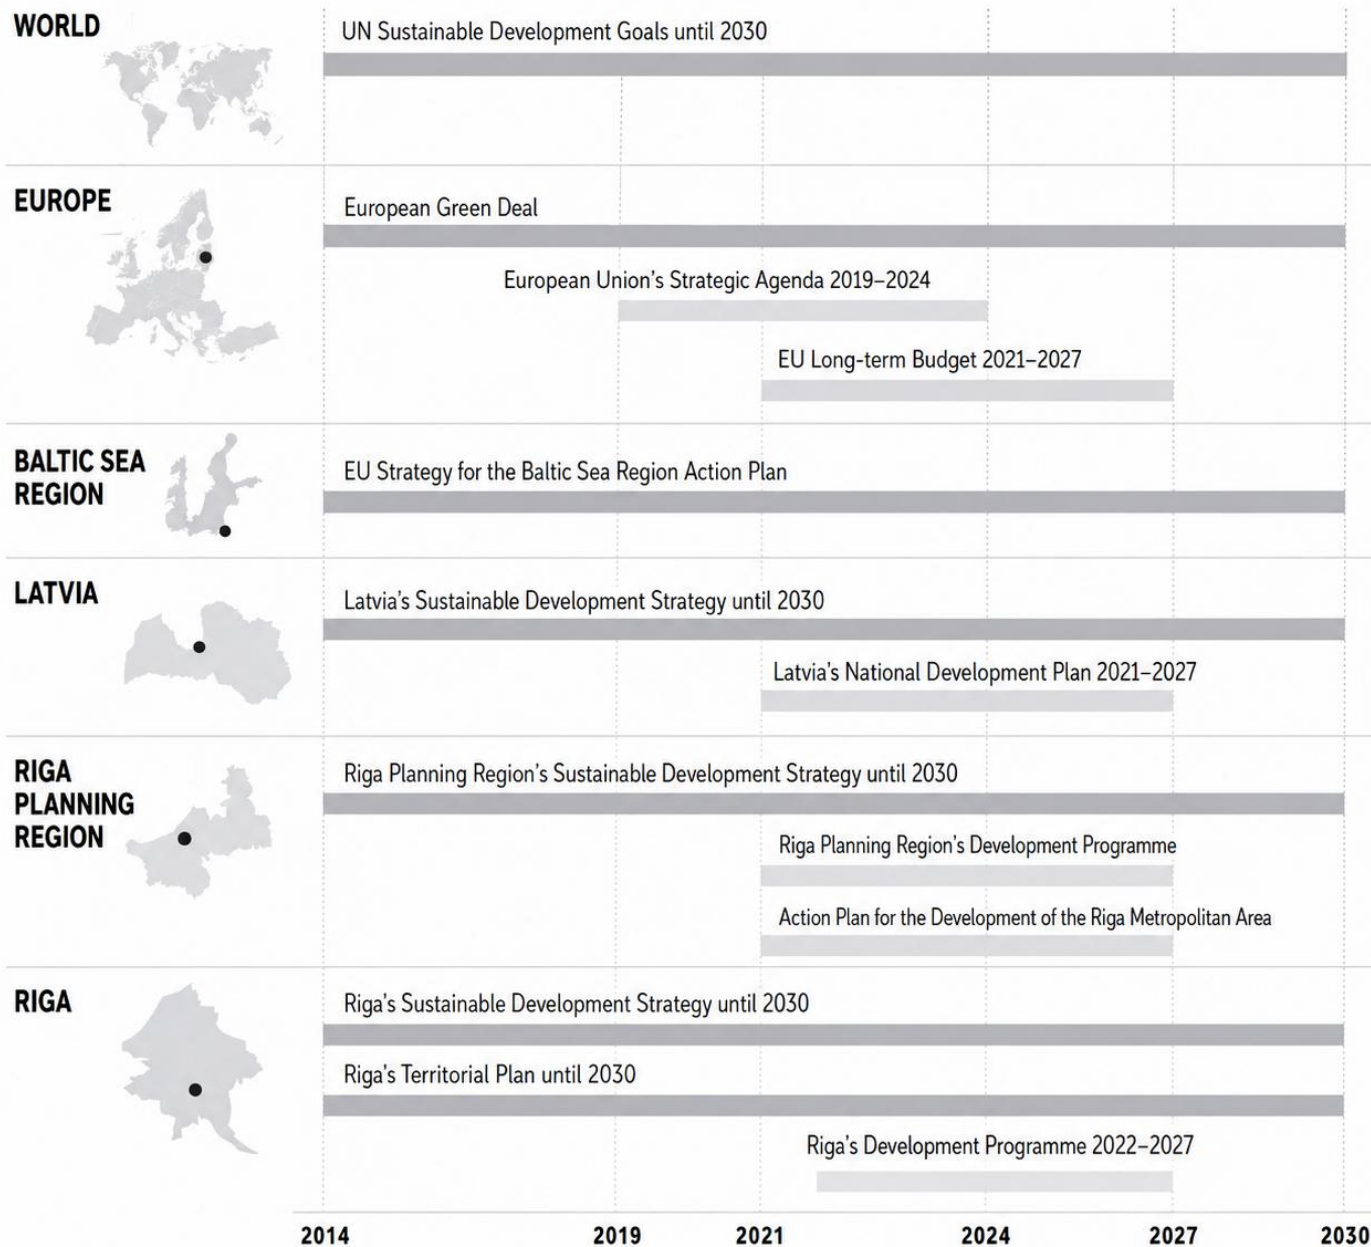 WORLD
UN Sustainable Development Goals until 2030
EUROPE
European Green Deal
European Union's Strategic Agenda 2019–2024
EU Long-term Budget 2021–2027
BALTIC SEA
REGION
EU Strategy for the Baltic Sea Region Action Plan
LATVIA
Latvia's Sustainable Development Strategy until 2030
Latvia's National Development Plan 2021–2027
RIGA
PLANNING
REGION
Riga Planning Region's Sustainable Development Strategy until 2030
Riga Planning Region's Development Programme
Action Plan for the Development of the Riga Metropolitan Area
RIGA
Riga's Sustainable Development Strategy until 2030
Riga's Territorial Plan until 2030
Riga's Development Programme 2022–2027
2014 2019 2021 2024 2027 2030